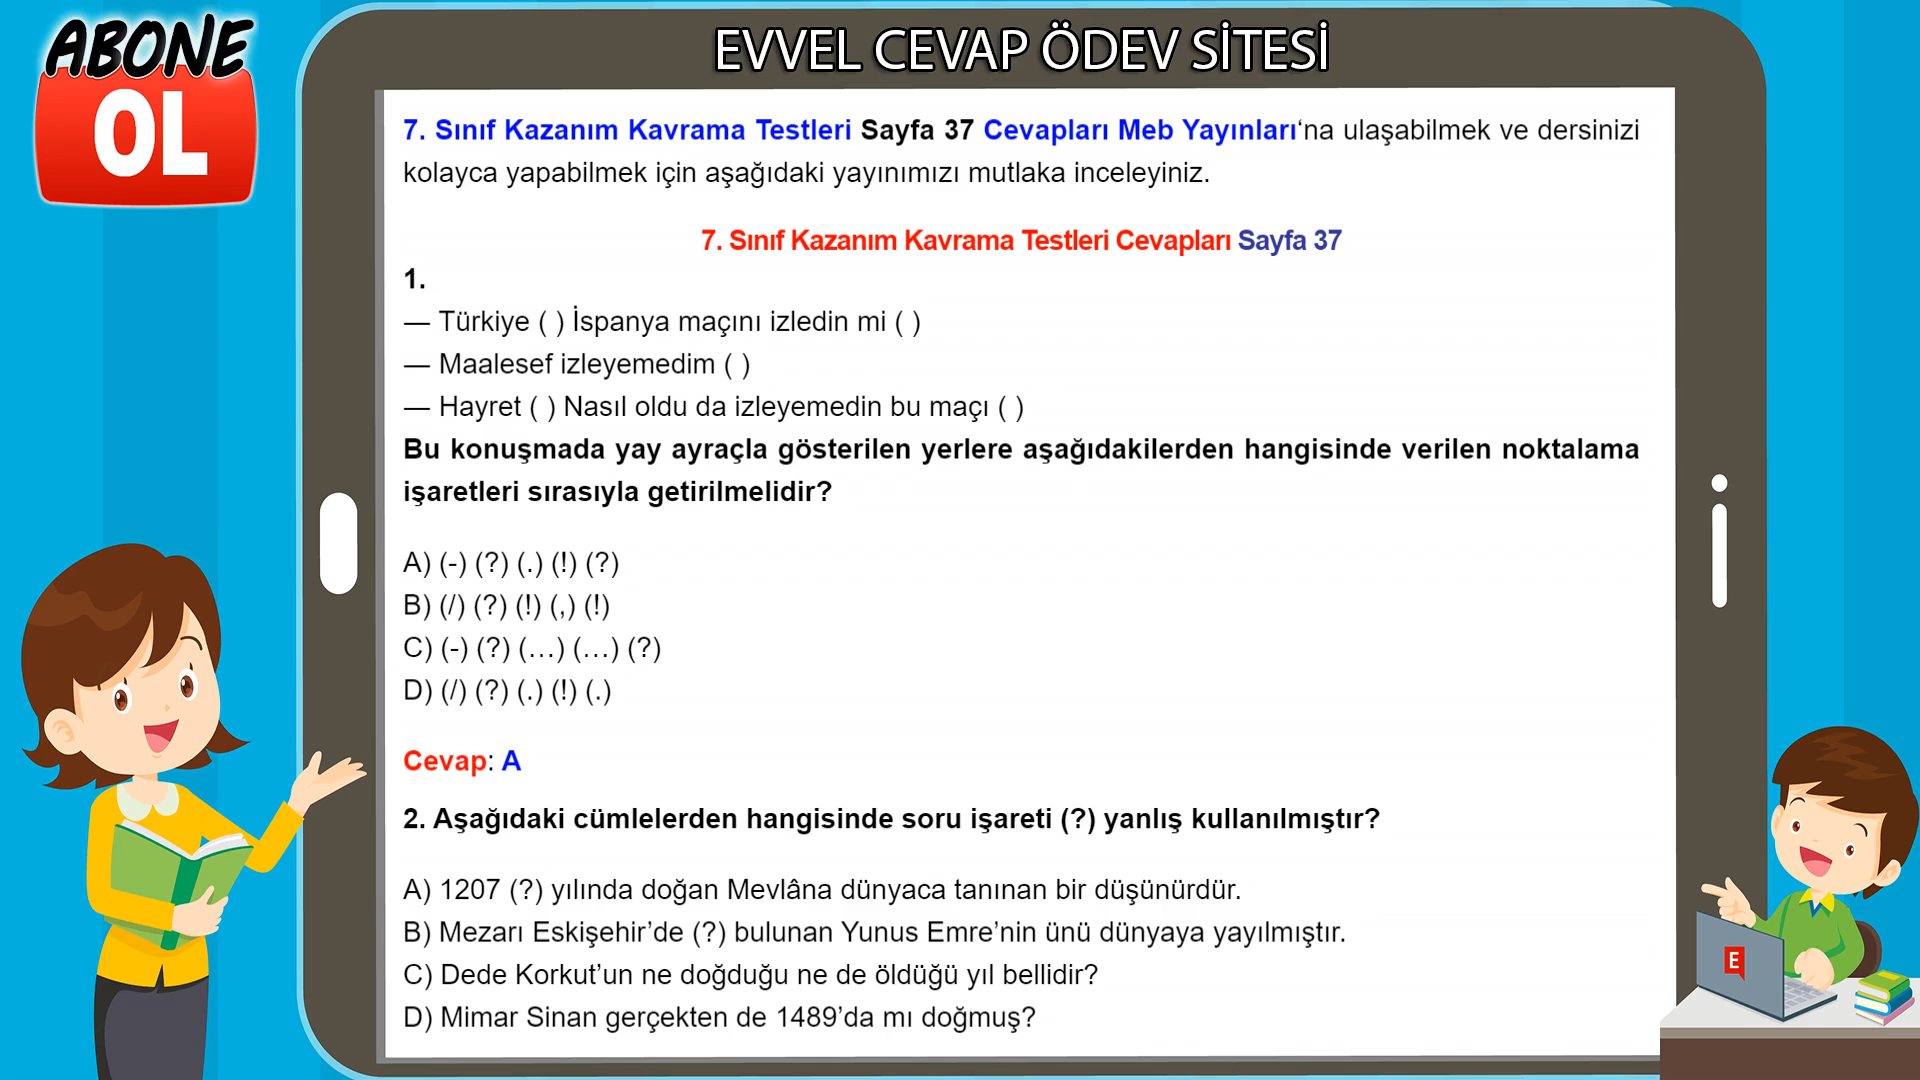 ABONE
OL
EVVEL CEVAP ÖDEV SİTESİ
7. Sınıf Kazanım Kavrama Testleri Sayfa 37 Cevapları Meb Yayınları‘na ulaşabilmek ve dersinizi
kolayca yapabilmek için aşağıdaki yayınımızı mutlaka inceleyiniz.
7. Sınıf Kazanım Kavrama Testleri Cevapları Sayfa 37
1.
— Türkiye ( ) İspanya maçını izledin mi ( )
— Maalesef izleyemedim ( )
— Hayret ( ) Nasıl oldu da izleyemedin bu maçı ( )
Bu konuşmada yay ayraçla gösterilen yerlere aşağıdakilerden hangisinde verilen noktalama
işaretleri sırasıyla getirilmelidir?
A) (-) (?) (.) (!) (?)
B) (/) (?) (!) (,) (!)
C) (-) (?) (…) (…) (?)
D) (/) (?) (.) (!) (.)
Cevap: A
2. Aşağıdaki cümlelerden hangisinde soru işareti (?) yanlış kullanılmıştır?
A) 1207 (?) yılında doğan Mevlâna dünyaca tanınan bir düşünürdür.
B) Mezarı Eskişehir’de (?) bulunan Yunus Emre’nin ünü dünyaya yayılmıştır.
C) Dede Korkut’un ne doğduğu ne de öldüğü yıl bellidir?
D) Mimar Sinan gerçekten de 1489’da mı doğmuş?
E